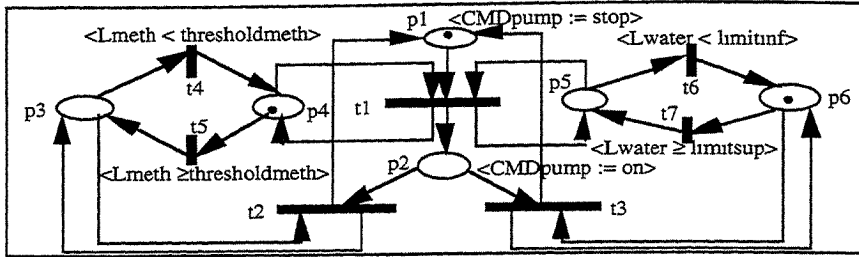 p1 <CMDpump := stop>
<Lmeth < thresholdmeth>
<Lwater < limitinf>
t4
p3
p4
t1
p5
t6
p6
t5
t7
p2
<Lmeth ≥thresholdmeth>
<CMDpump := on>
<Lwater ≥ limitsup>
t2
t3